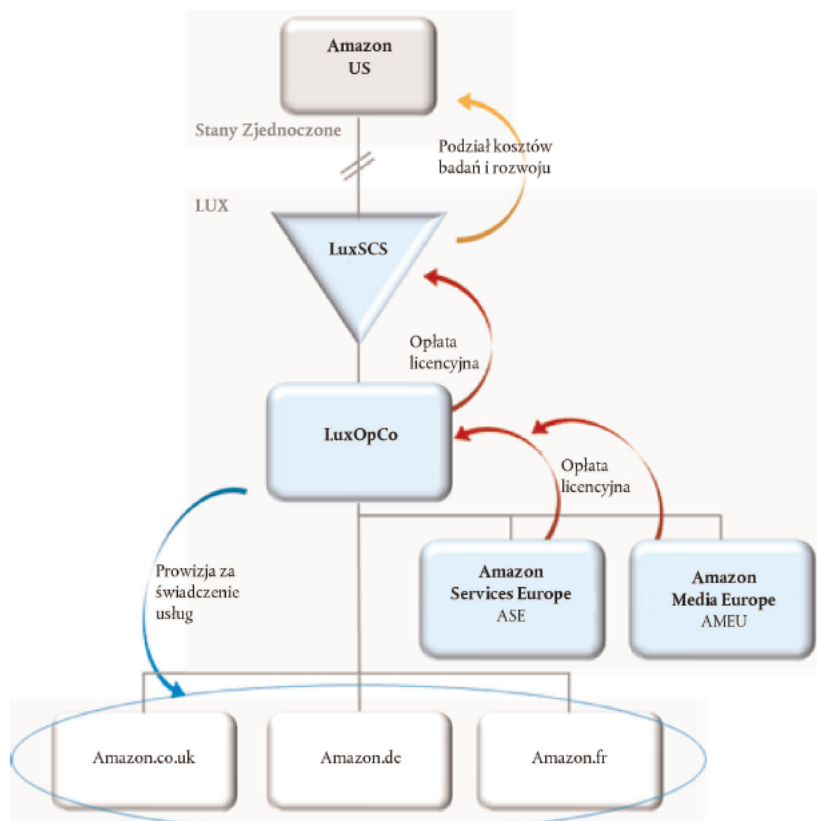 Amazon
US
Stany Zjednoczone
Podział kosztów
badań i rozwoju
LUX
LuxSCS
Opłata
licencyjna
LuxOpCo
Opłata
licencyjna
Prowizja za
świadczenie
usług
Amazon
Services Europe
ASE
Amazon
Media Europe
AMEU
Amazon.co.uk
Amazon.de
Amazon.fr